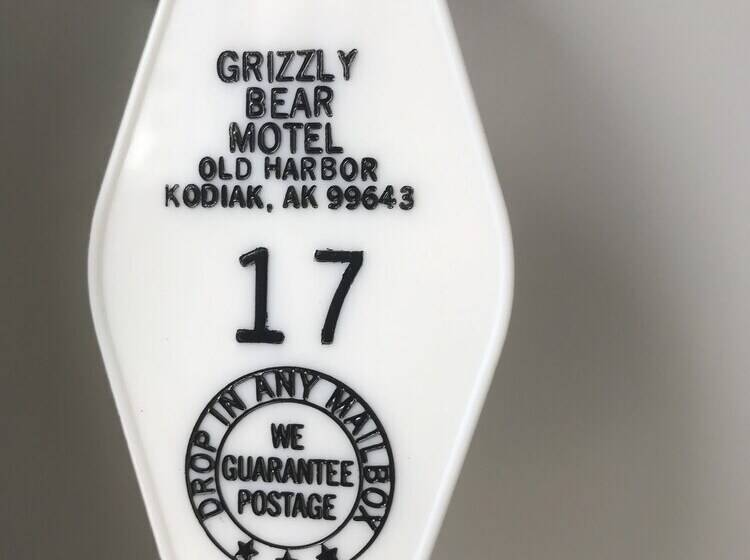 GRIZZLY
BEAR
MOTEL
OLD HARBOR
KODIAK, AK 99643
17
DROP IN ANY MAILBOX
WE
GUARANTEE
POSTAGE